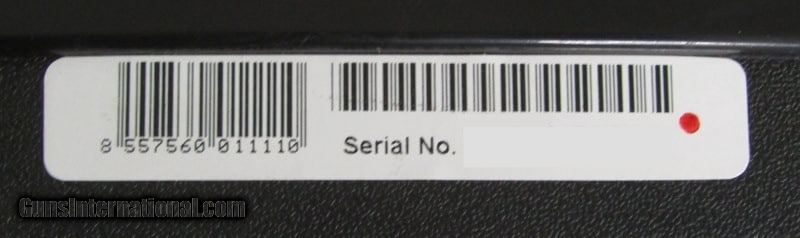 8 557560 011110
Serial No.
GunsInternational.com